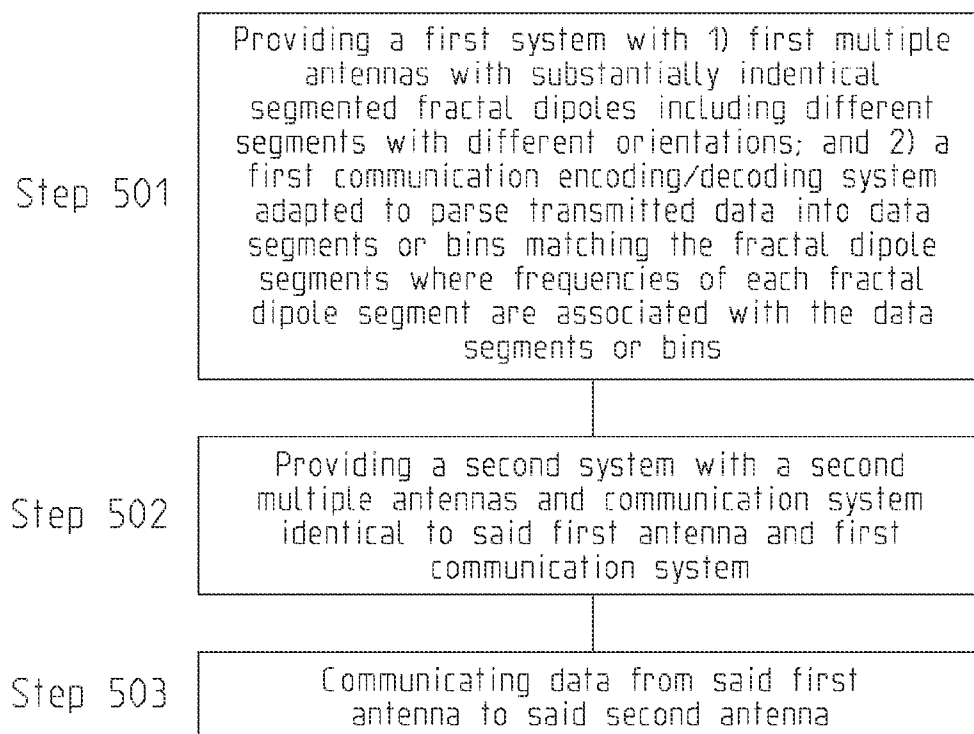 Providing a first system with 1) first multiple
antennas with substantially indentical
segmented fractal dipoles including different
segments with different orientations; and 2) a
first communication encoding/decoding system
Step 501
adapted to parse transmitted data into data
segments or bins matching the fractal dipole
segments where frequencies of each fractal
dipole segment are associated with the data
segments or bins
Providing a second system with a second
multiple antennas and communication system
Step 502
identical to said first antenna and first
communication system
Step 503
Communicating data from said first
antenna to said second antenna